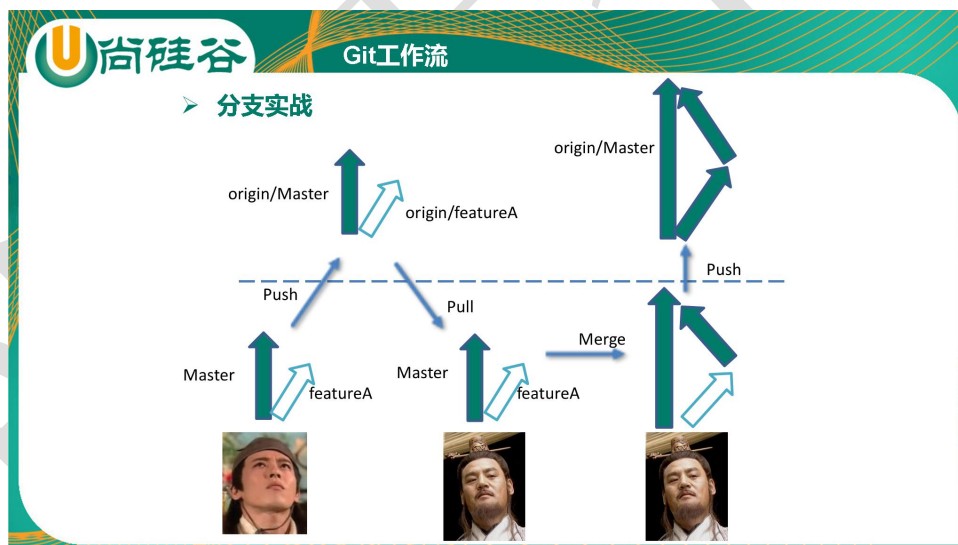 尚硅谷
Git工作流
➢ 分支实战
origin/Master
origin/Master
origin/featureA
Push
Push
Pull
Merge
Master
featureA
Master
featureA